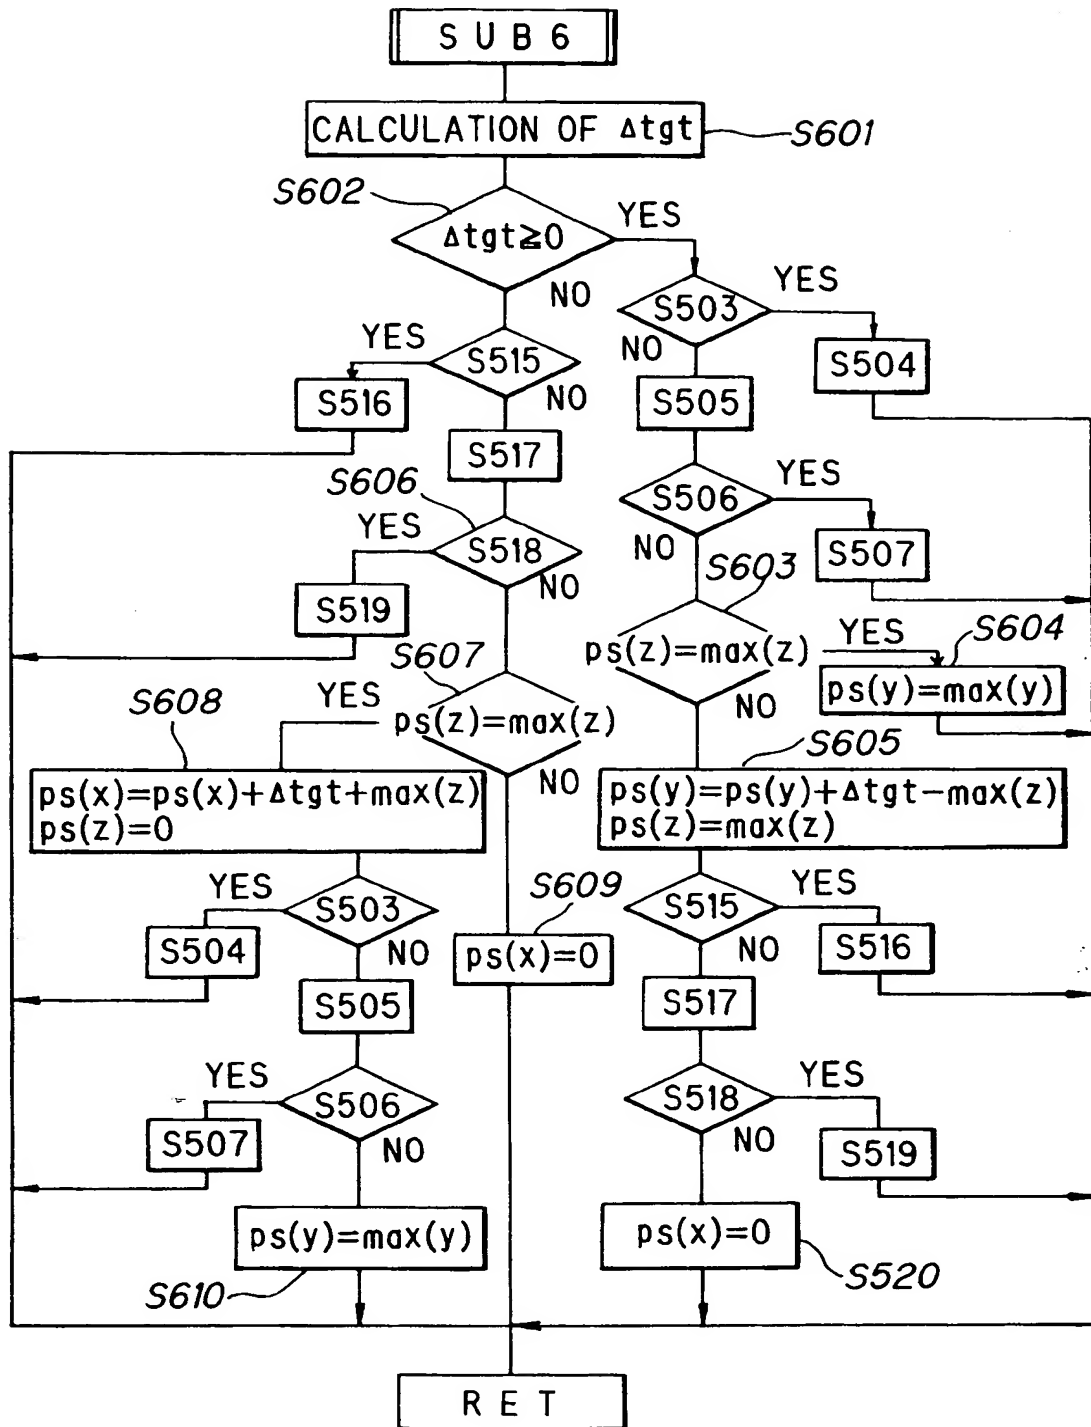 SUB6
CALCULATION OF Δtgt
S601
S602
Δtgt≧0
YES
NO
S503
YES
NO
S504
YES
S515
NO
S516
S505
S517
S606
S506
YES
NO
YES
S518
NO
S507
S603
S519
S607
ps(z)=max(z)
YES
S604
NO
ps(y)=max(y)
S608
YES
ps(z)=max(z)
NO
S605
ps(x)=ps(x)+Δtgt+max(z)
ps(z)=0
ps(y)=ps(y)+Δtgt-max(z)
ps(z)=max(z)
YES
S503
NO
S609
S515
YES
NO
S504
ps(x)=0
S516
S505
S517
YES
S506
NO
S518
YES
NO
S507
S519
ps(y)=max(y)
ps(x)=0
S610
S520
RET